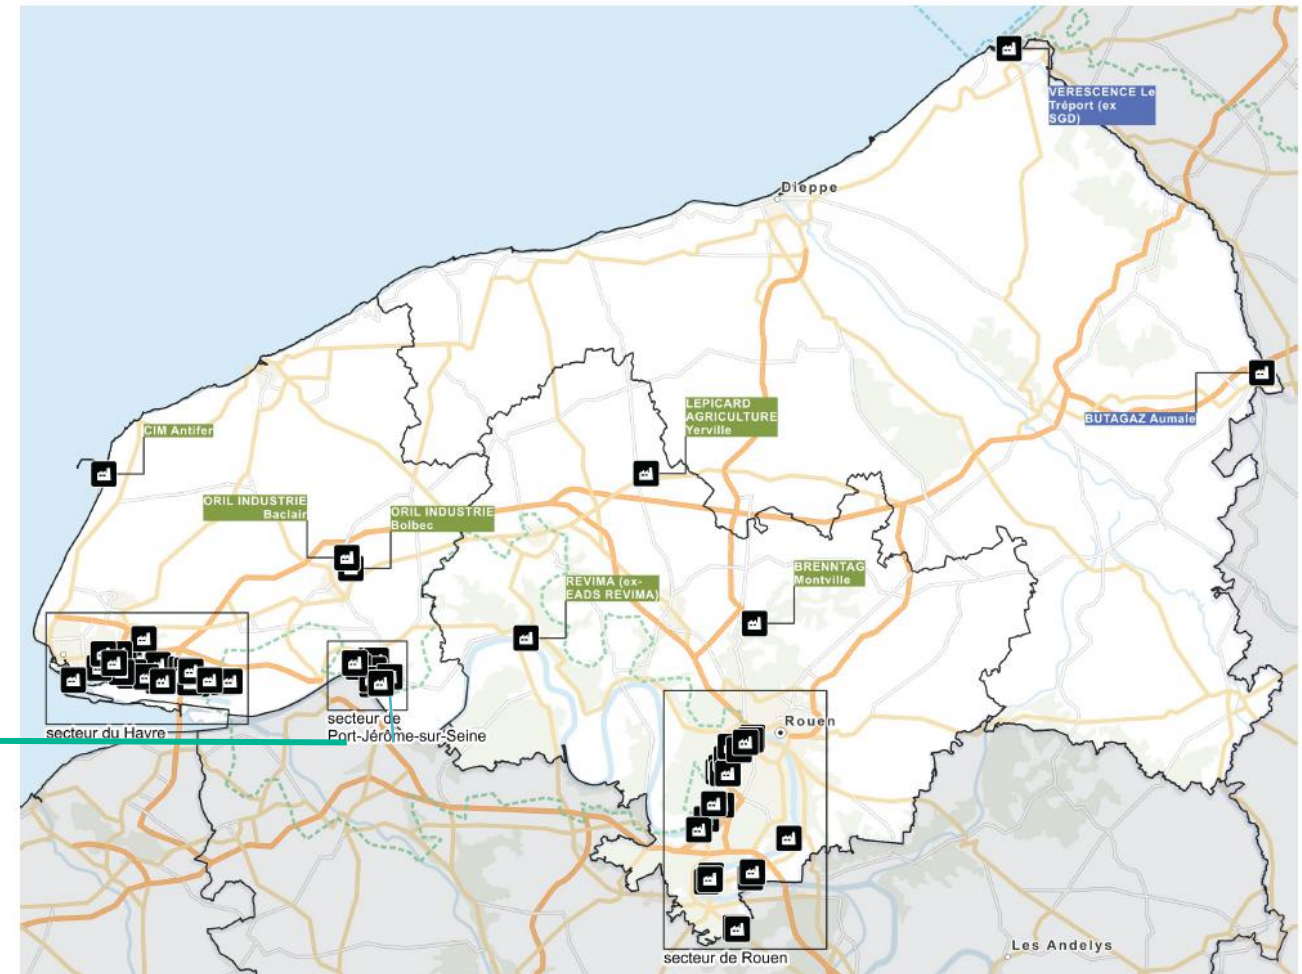 VERESCENCE Le
Tréport (ex
SGD)
Dieppe
BUTAGAZ Aumale
LEPICARD
AGRICULTURE
Yerville
CIM Antifer
ORIL INDUSTRIE
Baclair
ORIL INDUSTRIE
Bolbec
BRENNTAG
Montville
REVIMA (ex-
EADS REVIMA)
secteur du Havre
secteur de
Port-Jérôme-sur-Seine
Rouen
secteur de Rouen
Les Andelys